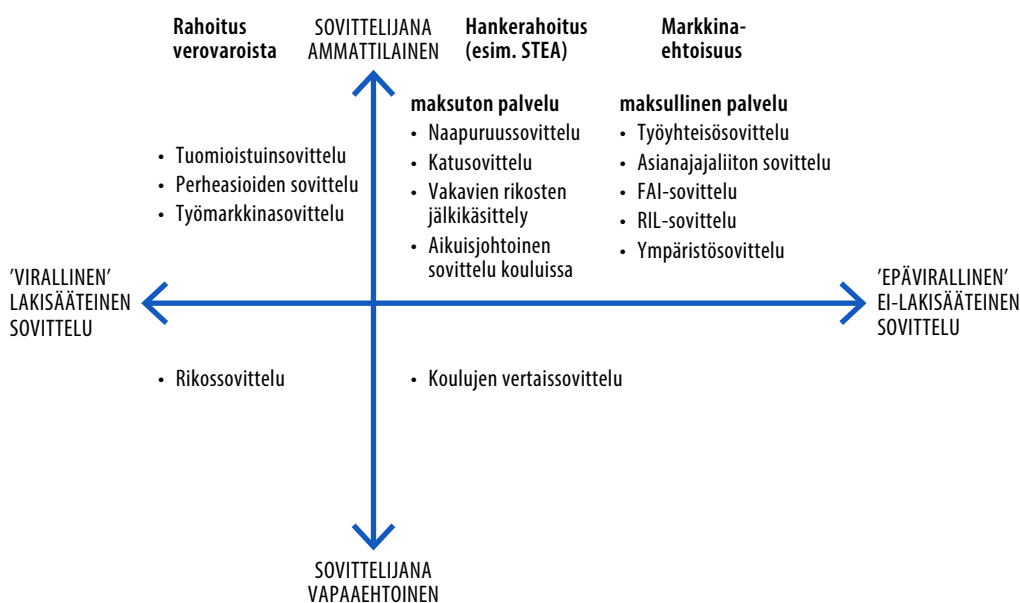 Rahoitus
verovaroista
SOVITTELIJANA
AMMATTILAINEN
Hankerahoitus
(esim. STEA)
Markkina-
ehtoisuus
maksuton palvelu
• Naapuruussovittelu
• Katusovittelu
• Vakavien rikosten
jälkikäsittely
• Aikuisjohtoinen
sovittelu kouluissa
maksullinen palvelu
• Työyhteisösovittelu
• Asianajajaliiton sovittelu
• FAI-sovittelu
• RIL-sovittelu
• Ympäristösovittelu
• Tuomioistuinsovittelu
• Perheasioiden sovittelu
• Työmarkkinasovittelu
'VIRALLINEN'
LAKISÄÄTEINEN
SOVITTELU
'EPÄVIRALLINEN'
EI-LAKISÄÄTEINEN
SOVITTELU
• Rikossovittelu
• Koulujen vertaissovittelu
SOVITTELIJANA
VAPAAEHTOINEN